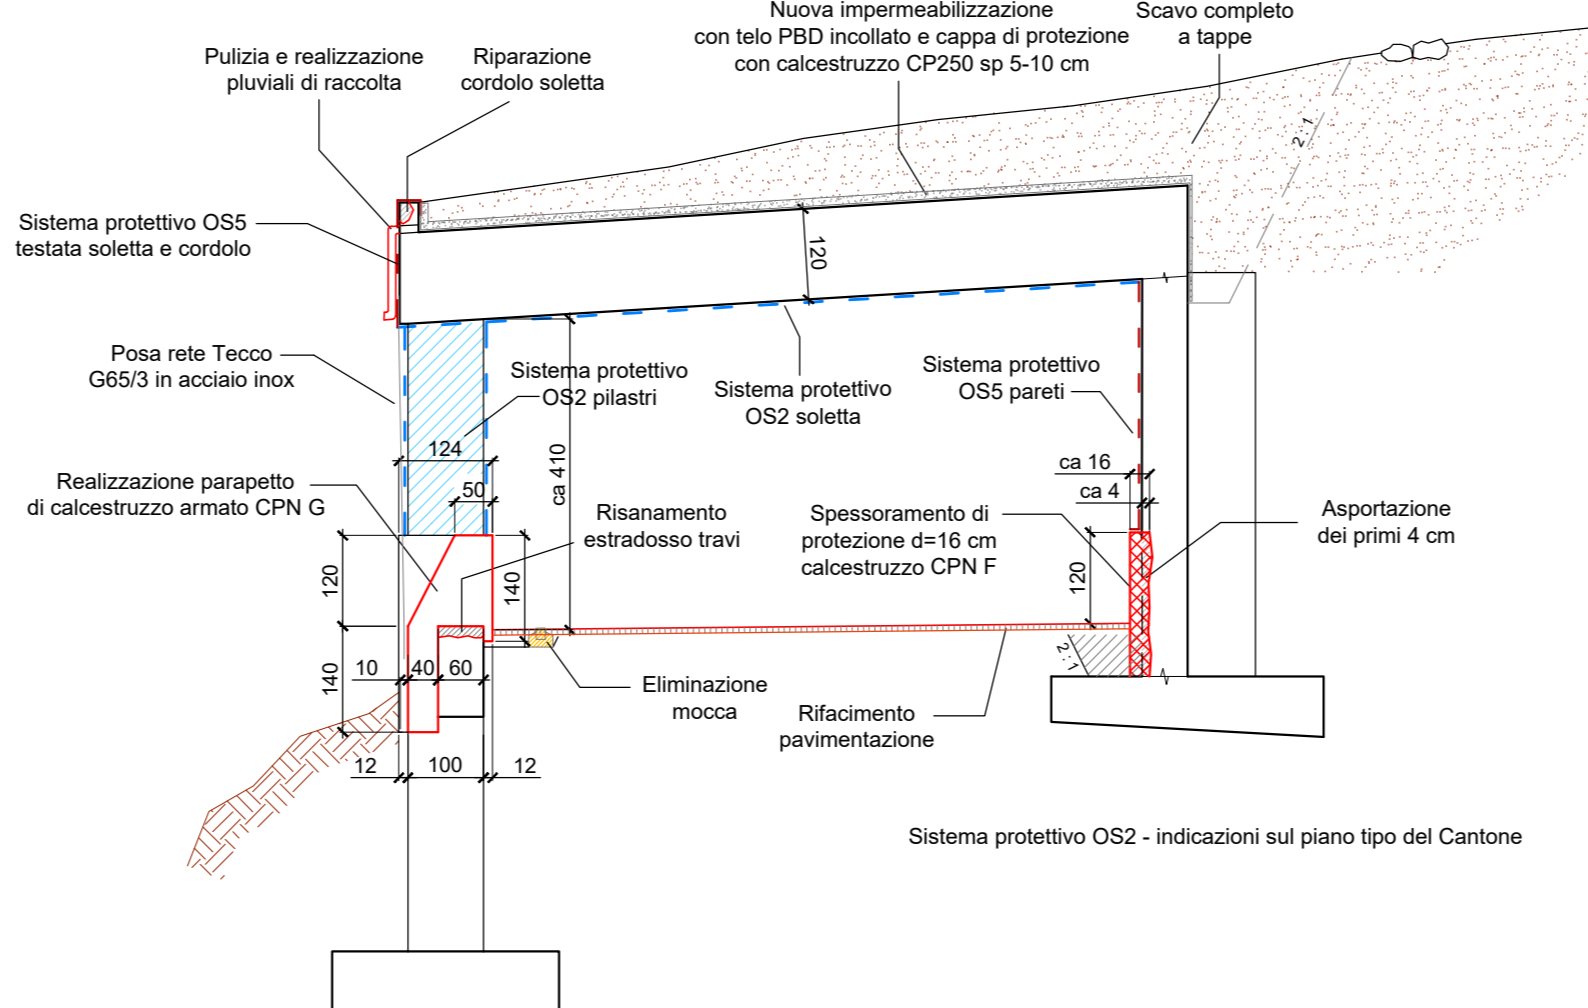 Nuova impermeabilizzazione
con telo PBD incollato e cappa di protezione
con calcestruzzo CP250 sp 5-10 cm
Scavo completo
a tappe
Pulizia e realizzazione
pluviali di raccolta
Riparazione
cordolo soletta
2:1
Sistema protettivo OS5
testata soletta e cordolo
120
Posa rete Tecco
G65/3 in acciaio inox
Sistema protettivo
OS2 pilastri
Sistema protettivo
OS2 soletta
Sistema protettivo
OS5 pareti
124
ca 410
ca 16
50
ca 4
Realizzazione parapetto
di calcestruzzo armato CPN G
Risanamento
estradosso travi
Spessoramento di
protezione d=16 cm
calcestruzzo CPN F
Asportazione
dei primi 4 cm
120
140
120
2:1
140
10
40
60
Eliminazione
mocca
Rifacimento
pavimentazione
12
100
12
Sistema protettivo OS2 - indicazioni sul piano tipo del Cantone